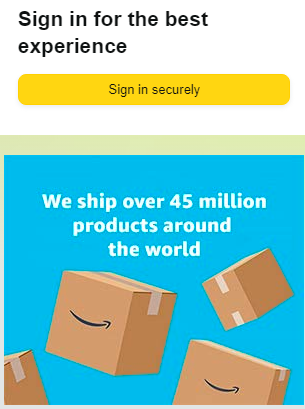 Sign in for the best
experience
Sign in securely
We ship over 45 million
products around
the world